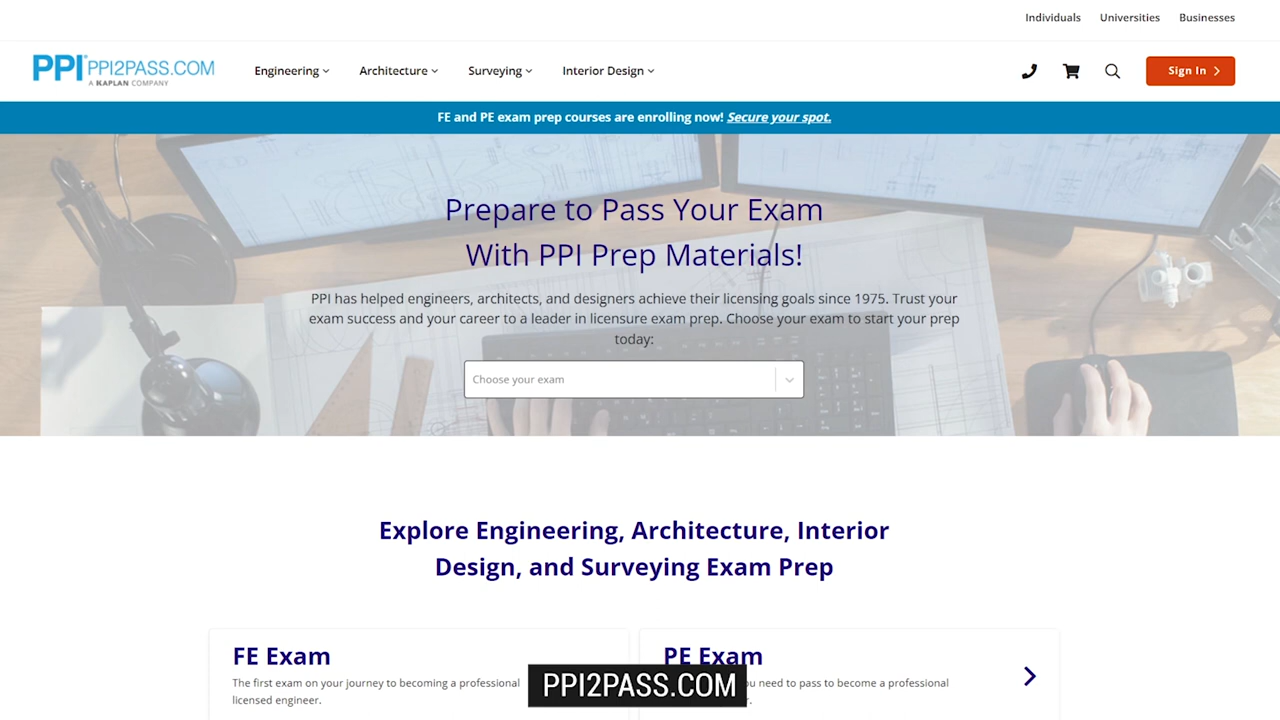 Individuals Universities Businesses
PPI® PPI2PASS.COM
A KAPLAN COMPANY
Engineering Architecture Surveying Interior Design
Sign In
FE and PE exam prep courses are enrolling now! Secure your spot.
Prepare to Pass Your Exam
With PPI Prep Materials!
PPI has helped engineers, architects, and designers achieve their licensing goals since 1975. Trust your
exam success and your career to a leader in licensure exam prep. Choose your exam to start your prep
today:
Choose your exam
Explore Engineering, Architecture, Interior
Design, and Surveying Exam Prep
FE Exam
The first exam on your journey to becoming a professional
licensed engineer.
PE Exam
need to pass to become a professional
PPI2PASS.COM